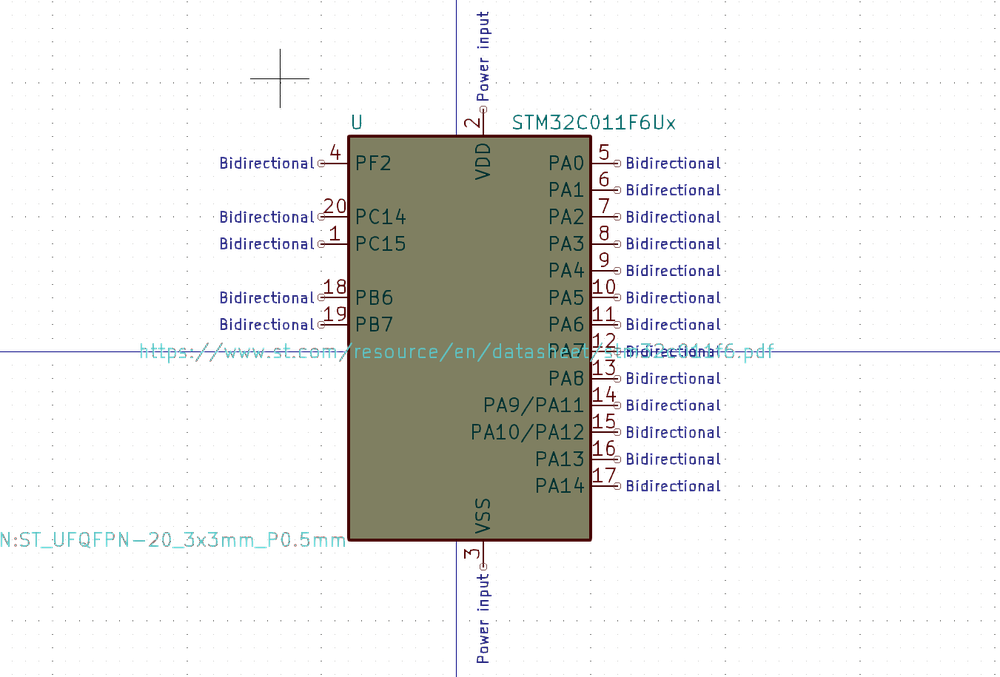 Power input
U
2
STM32C011F6Ux
VDD
Bidirectional 4 PF2
PA0 5 Bidirectional
PA1 6 Bidirectional
Bidirectional 20 PC14
PA2 7 Bidirectional
Bidirectional 1 PC15
PA3 8 Bidirectional
PA4 9 Bidirectional
Bidirectional 18 PB6
PA5 10 Bidirectional
Bidirectional 19 PB7
PA6 11 Bidirectional
https://www.st.com/resource/en/datasheet/stm32c011f6.pdf
PA7 12 Bidirectional
PA8 13 Bidirectional
PA9/PA11 14 Bidirectional
PA10/PA12 15 Bidirectional
PA13 16 Bidirectional
PA14 17 Bidirectional
VSS
N:ST_UFQFPN-20_3x3mm_P0.5mm
3
Power input